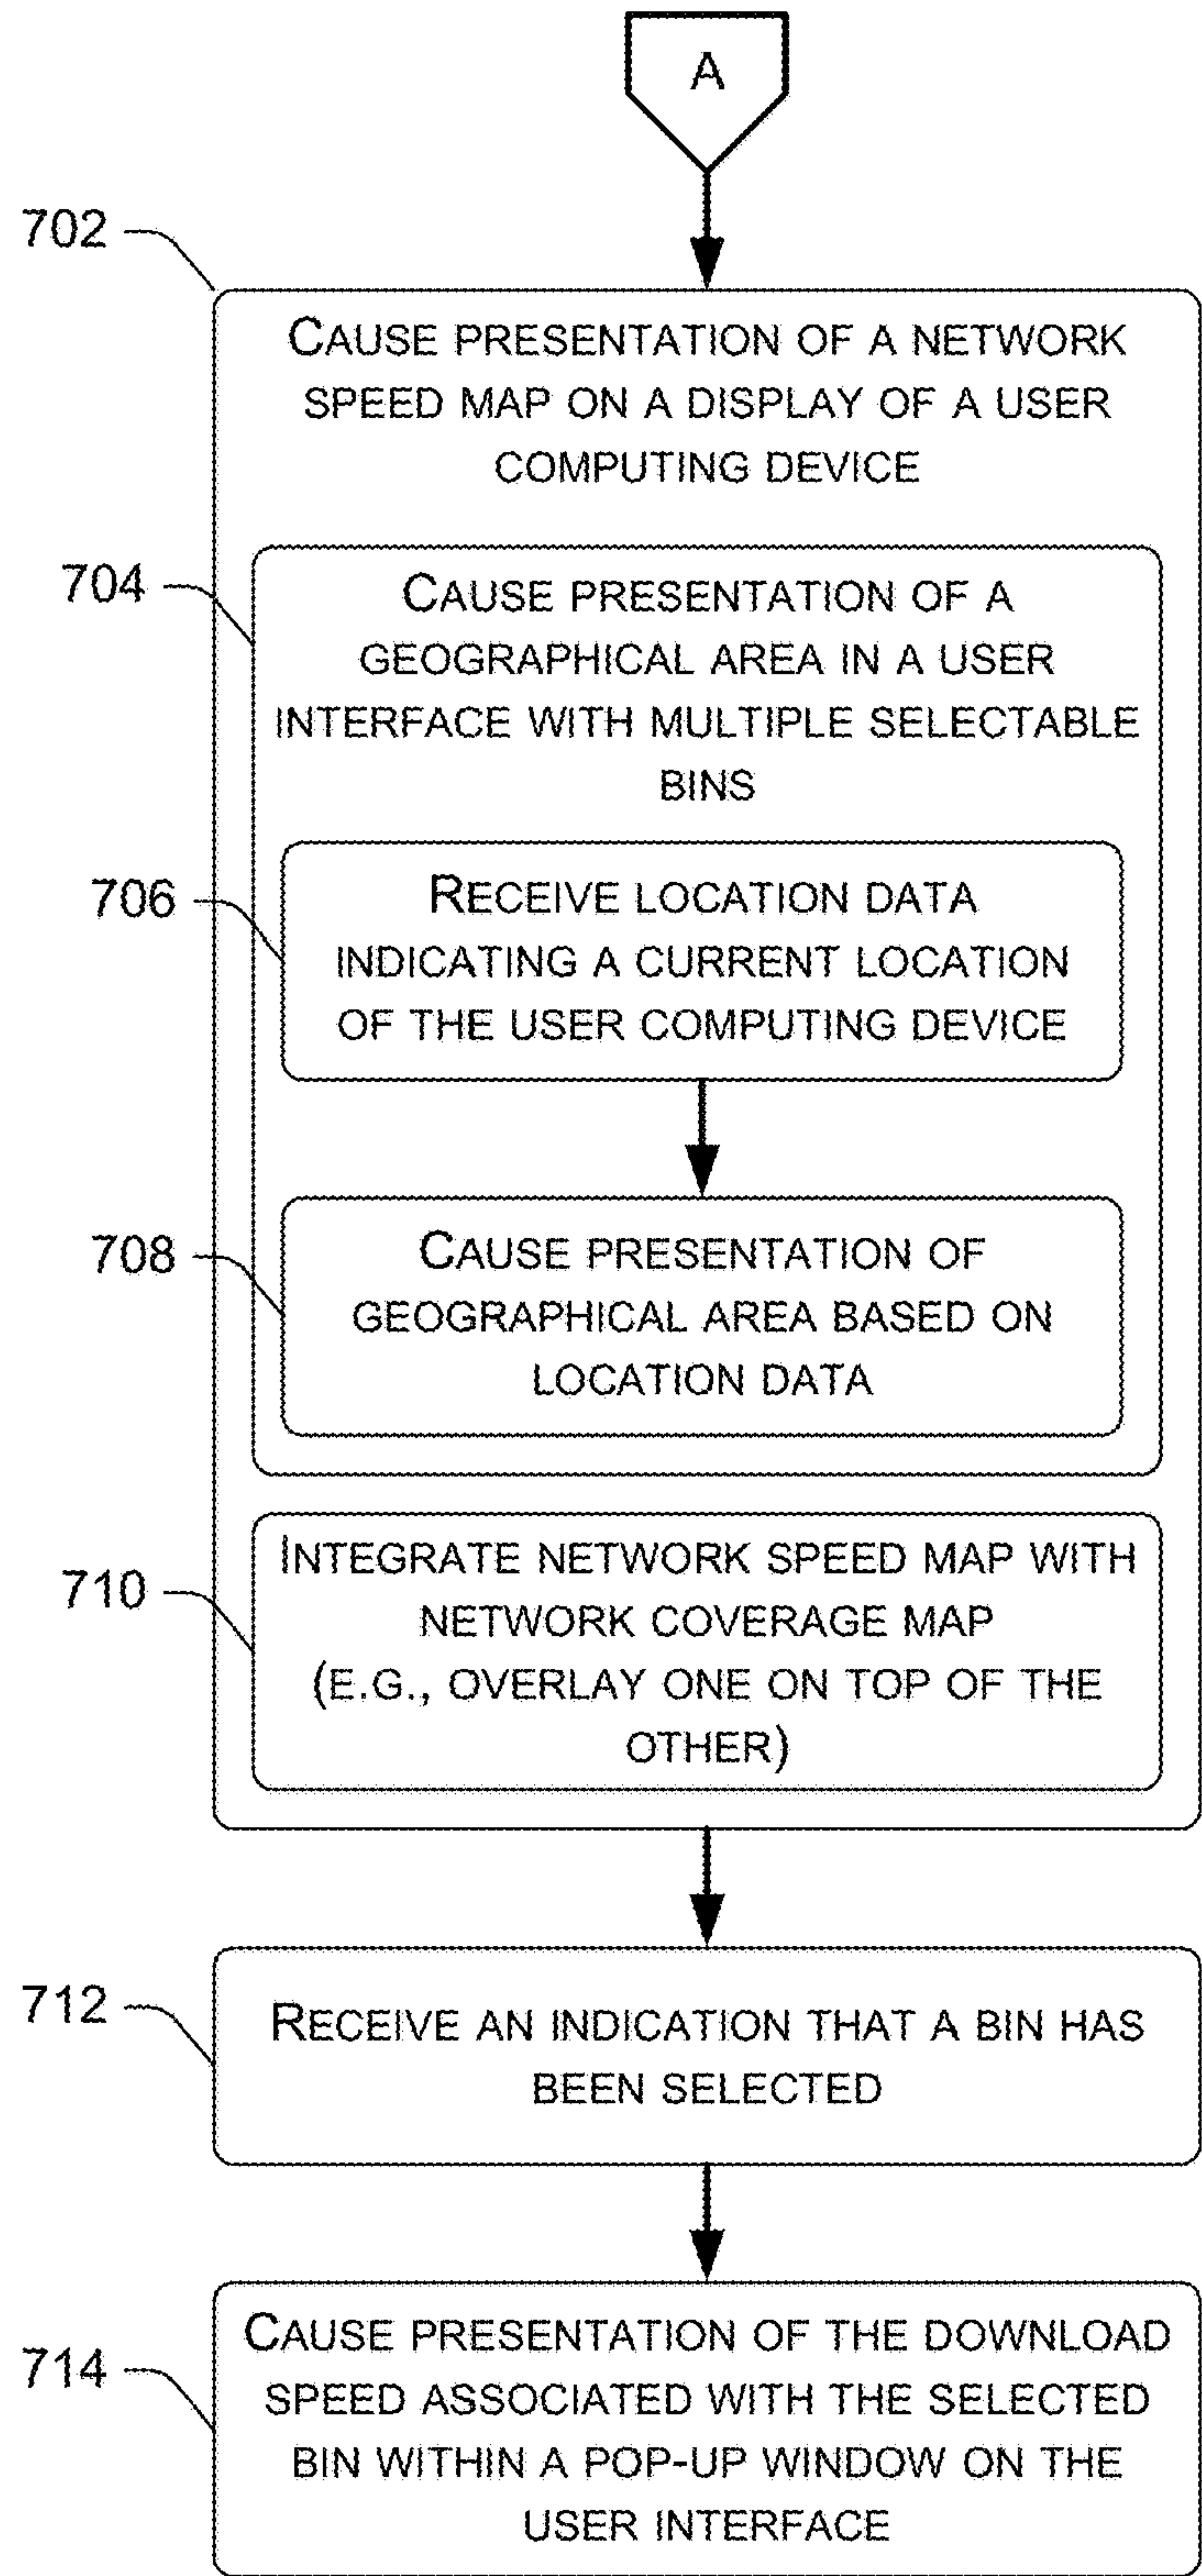 A
702
CAUSE PRESENTATION OF A NETWORK
SPEED MAP ON A DISPLAY OF A USER
COMPUTING DEVICE
704
CAUSE PRESENTATION OF A
GEOGRAPHICAL AREA IN A USER
INTERFACE WITH MULTIPLE SELECTABLE
BINS
706
RECEIVE LOCATION DATA
INDICATING A CURRENT LOCATION
OF THE USER COMPUTING DEVICE
708
CAUSE PRESENTATION OF
GEOGRAPHICAL AREA BASED ON
LOCATION DATA
710
INTEGRATE NETWORK SPEED MAP WITH
NETWORK COVERAGE MAP
(E.G., OVERLAY ONE ON TOP OF THE
OTHER)
712
RECEIVE AN INDICATION THAT A BIN HAS
BEEN SELECTED
714
CAUSE PRESENTATION OF THE DOWNLOAD
SPEED ASSOCIATED WITH THE SELECTED
BIN WITHIN A POP-UP WINDOW ON THE
USER INTERFACE